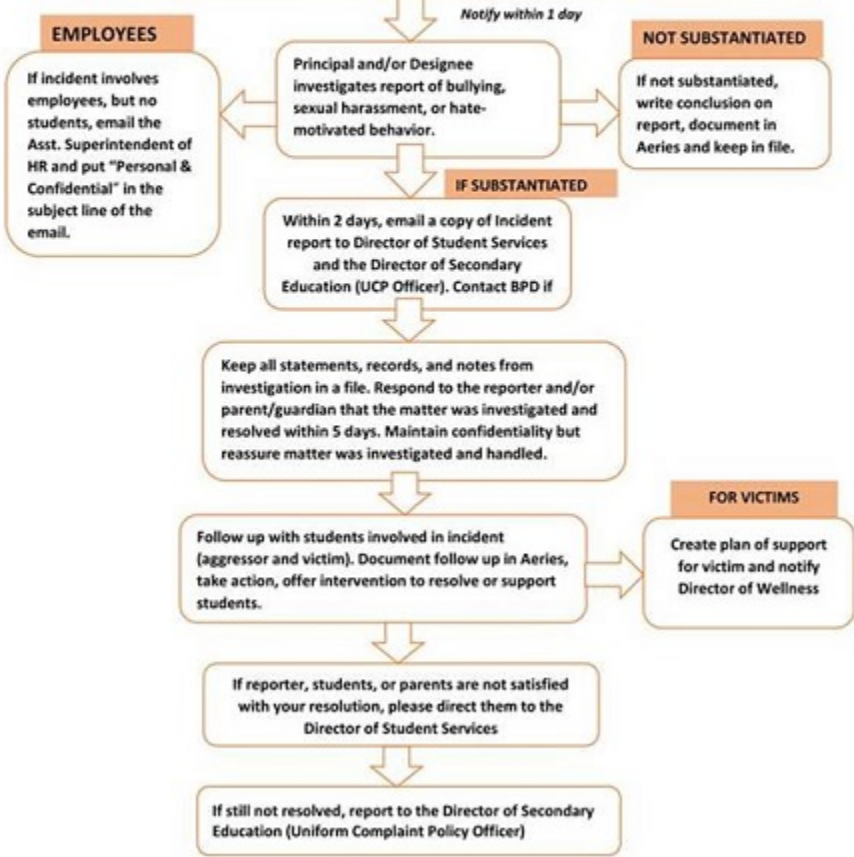 Notify within 1 day
EMPLOYEES
If incident involves
employees, but no
students, email the
Asst. Superintendent of
HR and put “Personal &
Confidential” in the
subject line of the
email.
Principal and/or Designee
investigates report of bullying,
sexual harassment, or hate-
motivated behavior.
NOT SUBSTANTIATED
If not substantiated,
write conclusion on
report, document in
Aeries and keep in file.
IF SUBSTANTIATED
Within 2 days, email a copy of Incident
report to Director of Student Services
and the Director of Secondary
Education (UCP Officer). Contact BPD if
Keep all statements, records, and notes from
investigation in a file. Respond to the reporter and/or
parent/guardian that the matter was investigated and
resolved within 5 days. Maintain confidentiality but
reassure matter was investigated and handled.
Follow up with students involved in incident
(aggressor and victim). Document follow up in Aeries,
take action, offer intervention to resolve or support
students.
FOR VICTIMS
Create plan of support
for victim and notify
Director of Wellness
If reporter, students, or parents are not satisfied
with your resolution, please direct them to the
Director of Student Services
If still not resolved, report to the Director of Secondary
Education (Uniform Complaint Policy Officer)